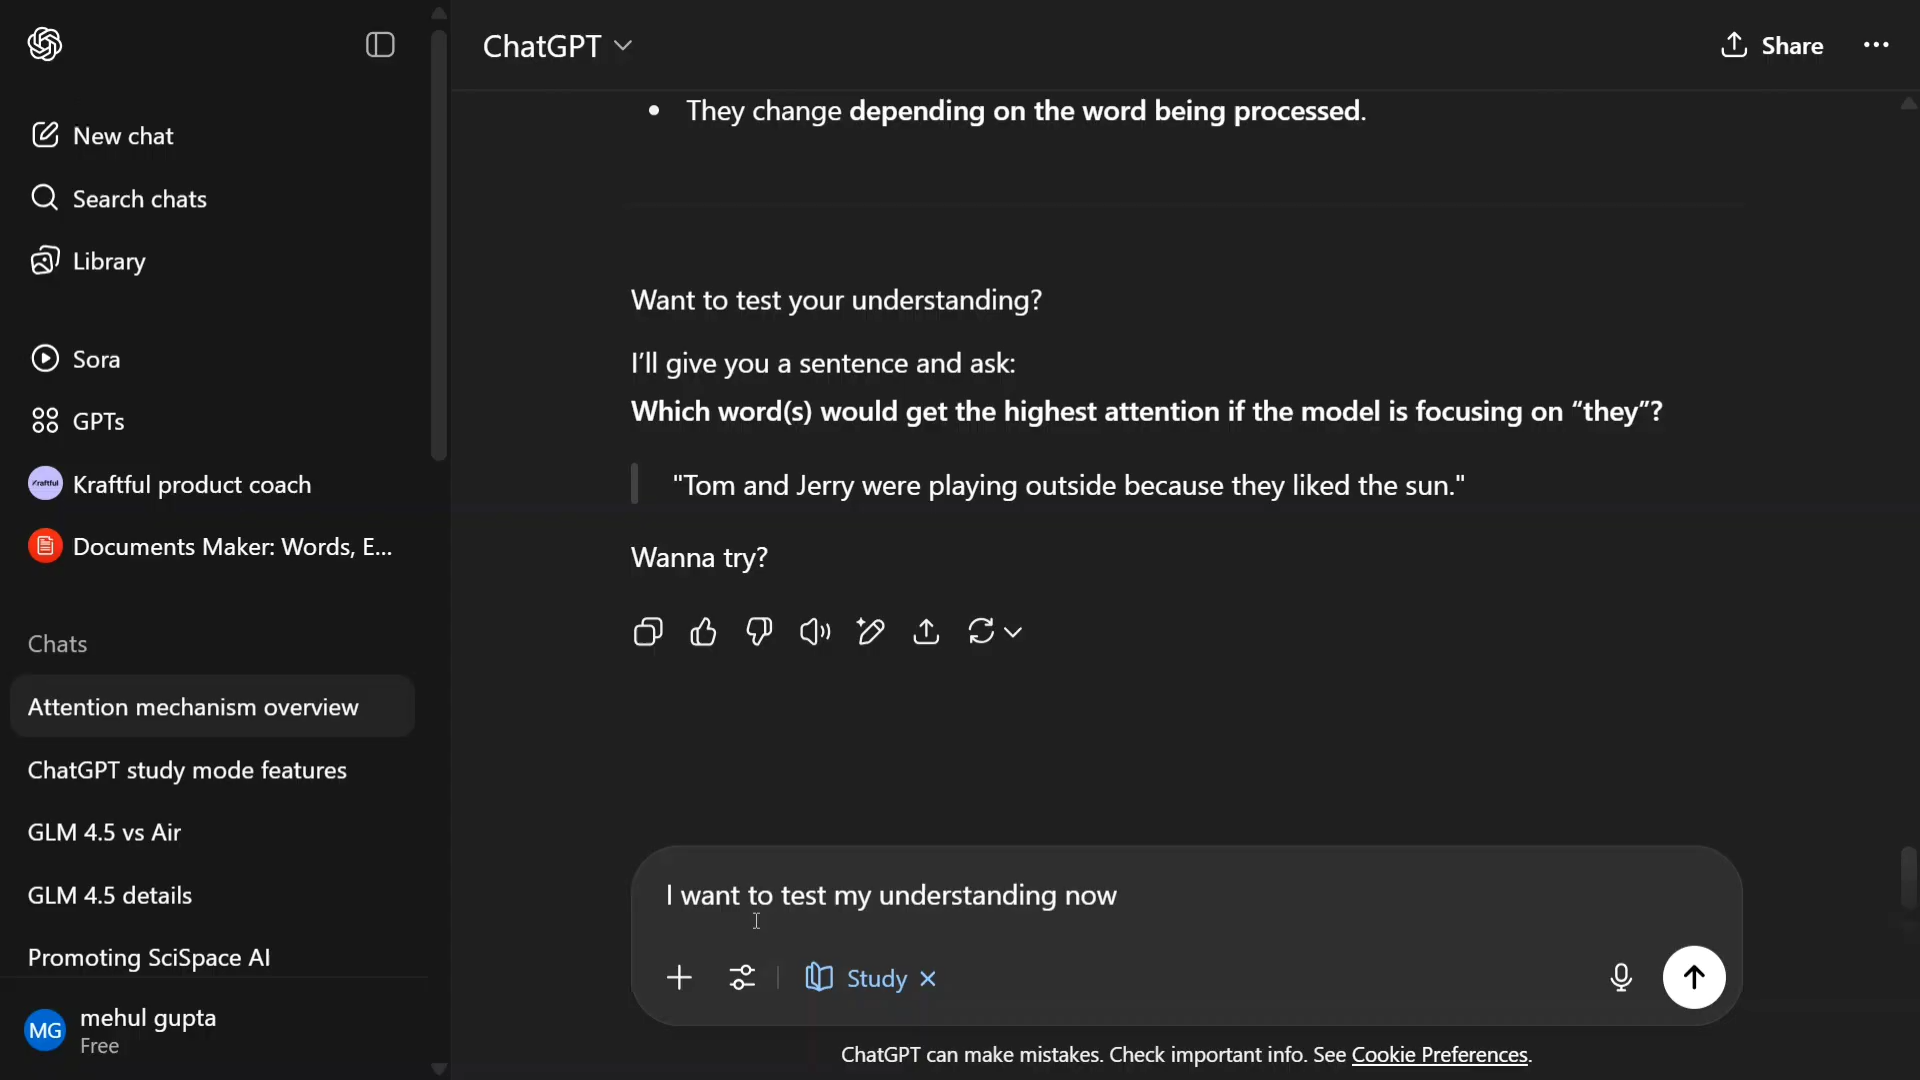 ChatGPT
Share
New chat
Search chats
Library
Sora
GPTs
Kraftful
Kraftful product coach
Documents Maker: Words, E...
Chats
Attention mechanism overview
ChatGPT study mode features
GLM 4.5 vs Air
GLM 4.5 details
Promoting SciSpace AI
MG
mehul gupta
Free
• They change depending on the word being processed.
Want to test your understanding?
I’ll give you a sentence and ask:
Which word(s) would get the highest attention if the model is focusing on “they”?
"Tom and Jerry were playing outside because they liked the sun."
Wanna try?
I want to test my understanding now
Study
ChatGPT can make mistakes. Check important info. See Cookie Preferences.